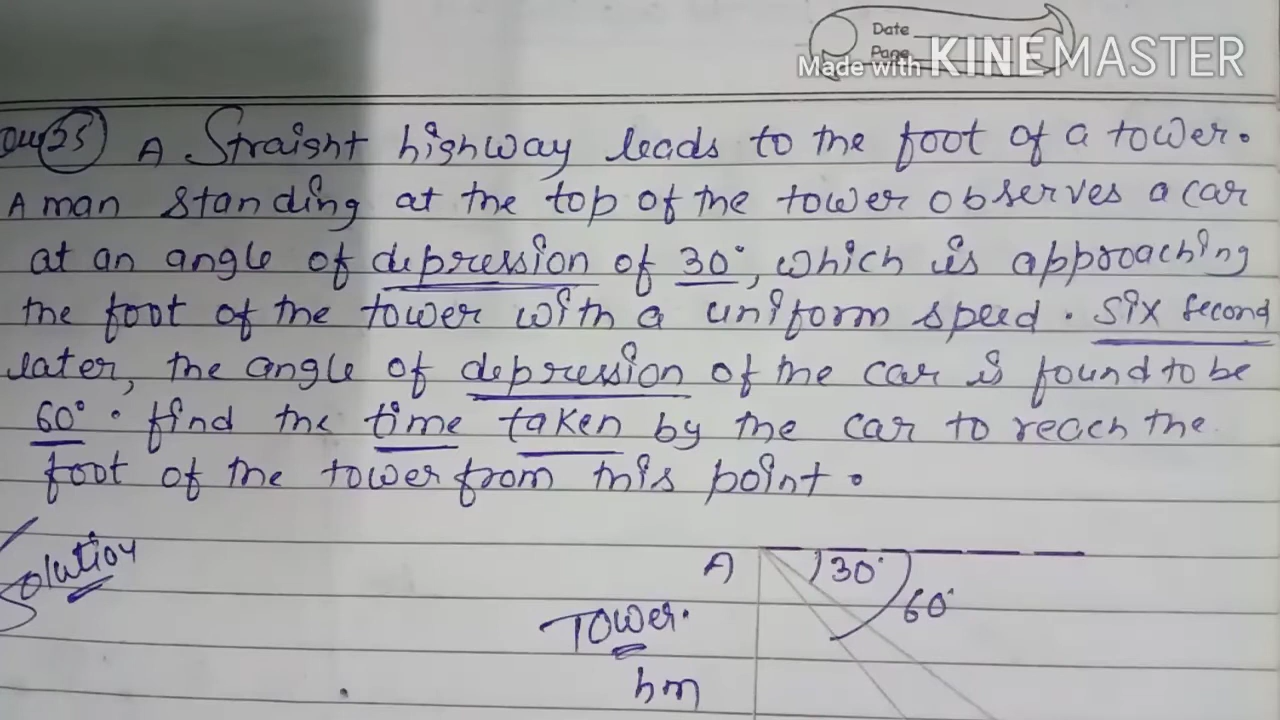 Date
Page
Made with KINEMASTER
Que 25 A Straight highway leads to the foot of a tower.
A man standing at the top of the tower observes a car
at an angle of depression of 30°, which is approaching
the foot of the tower with a uniform speed. six second
later, the angle of depression of the car is found to be
60°. find the time taken by the car to reach the
foot of the tower from this point.
Solution
A 30°
60°
Tower.
hm